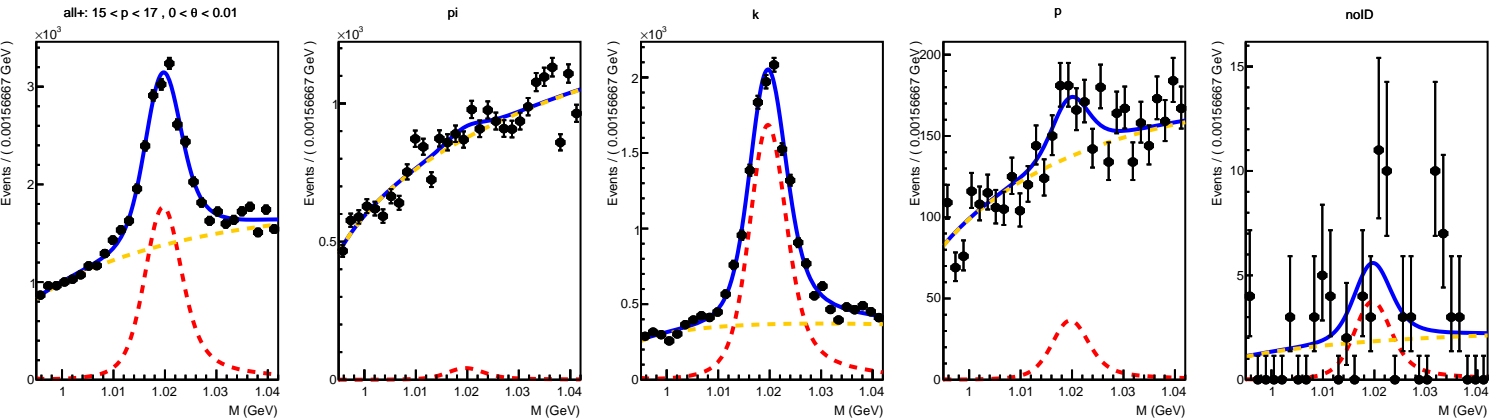 all+: 15 < p < 17 , 0 < θ < 0.01
×10³
Events / ( 0.00156667 GeV )
3
2
1
0
1 1.01 1.02 1.03 1.04
M (GeV)
pi
×10³
Events / ( 0.00156667 GeV )
1
0.5
0
1 1.01 1.02 1.03 1.04
M (GeV)
k
×10³
Events / ( 0.00156667 GeV )
2
1.5
1
0.5
0
1 1.01 1.02 1.03 1.04
M (GeV)
p
Events / ( 0.00156667 GeV )
200
150
100
50
0
1 1.01 1.02 1.03 1.04
M (GeV)
noID
Events / ( 0.00156667 GeV )
15
10
5
0
1 1.01 1.02 1.03 1.04
M (GeV)